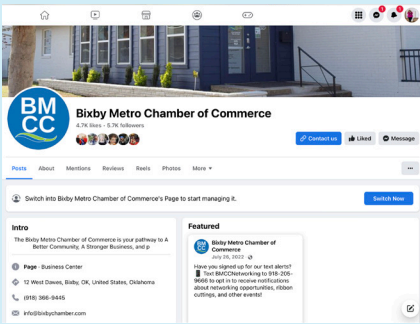 BM
CC
Bixby Metro Chamber of Commerce
4.7K likes • 5.7K followers
Contact us
Liked
Message
Posts
About
Mentions
Reviews
Reels
Photos
More
Switch into Bixby Metro Chamber of Commerce's Page to start managing it.
Switch Now
Intro
The Bixby Metro Chamber of Commerce is your pathway to A
Better Community, A Stronger Business, and p
Page · Business Center
12 West Dawes, Bixby, OK, United States, Oklahoma
(918) 366-9445
info@bixbychamber.com
Featured
BM
CC
Bixby Metro Chamber of
Commerce
July 26, 2022
Have you signed up for our text alerts?
Text BMCCNetworking to 918-205-
9666 to opt in to receive notifications
about networking opportunities, ribbon
cuttings, and other events!